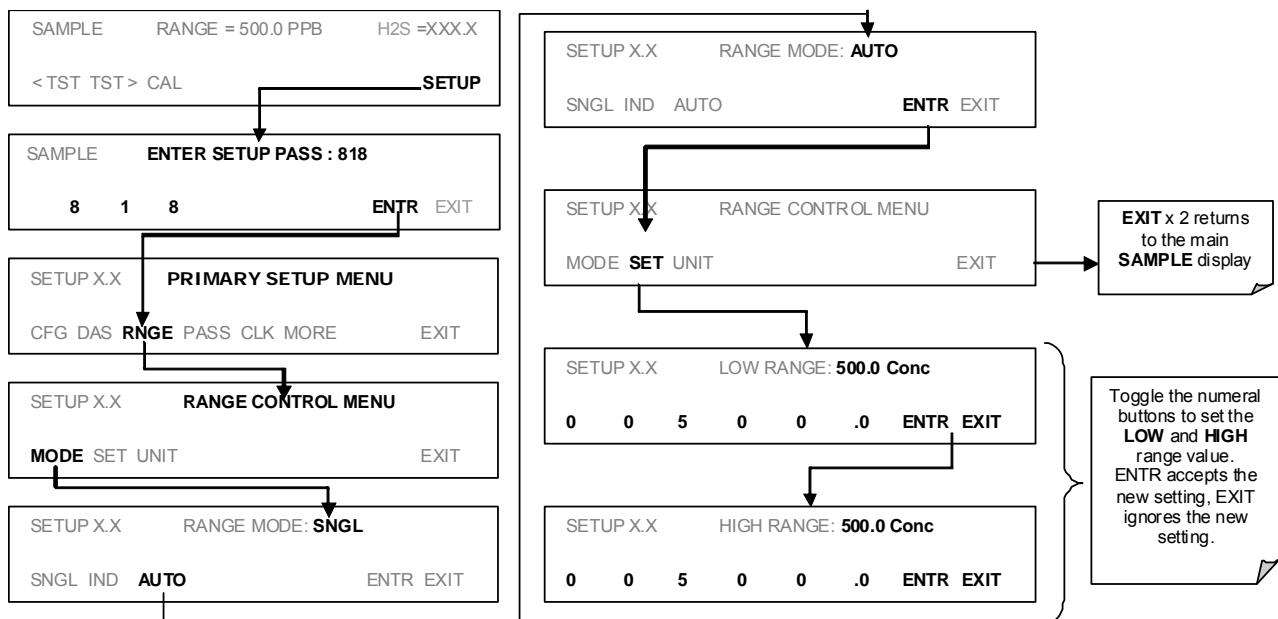 SAMPLE RANGE = 500.0 PPB H2S =XXX.X
< TST TST > CAL SETUP
SAMPLE ENTER SETUP PASS : 818
8 1 8 ENTR EXIT
SETUP X.X PRIMARY SETUP MENU
CFG DAS RNGE PASS CLK MORE EXIT
SETUP X.X RANGE CONTROL MENU
MODE SET UNIT EXIT
SETUP X.X RANGE MODE: SNGL
SNGL IND AUTO ENTR EXIT
SETUP X.X RANGE MODE: AUTO
SNGL IND AUTO ENTR EXIT
SETUP X.X RANGE CONTROL MENU
MODE SET UNIT EXIT
EXIT x 2 returns
to the main
SAMPLE display
SETUP X.X LOW RANGE: 500.0 Conc
0 0 5 0 0 .0 ENTR EXIT
SETUP X.X HIGH RANGE: 500.0 Conc
0 0 5 0 0 .0 ENTR EXIT
Toggle the numeral
buttons to set the
LOW and HIGH
range value.
ENTR accepts the
new setting, EXIT
ignores the new
setting.